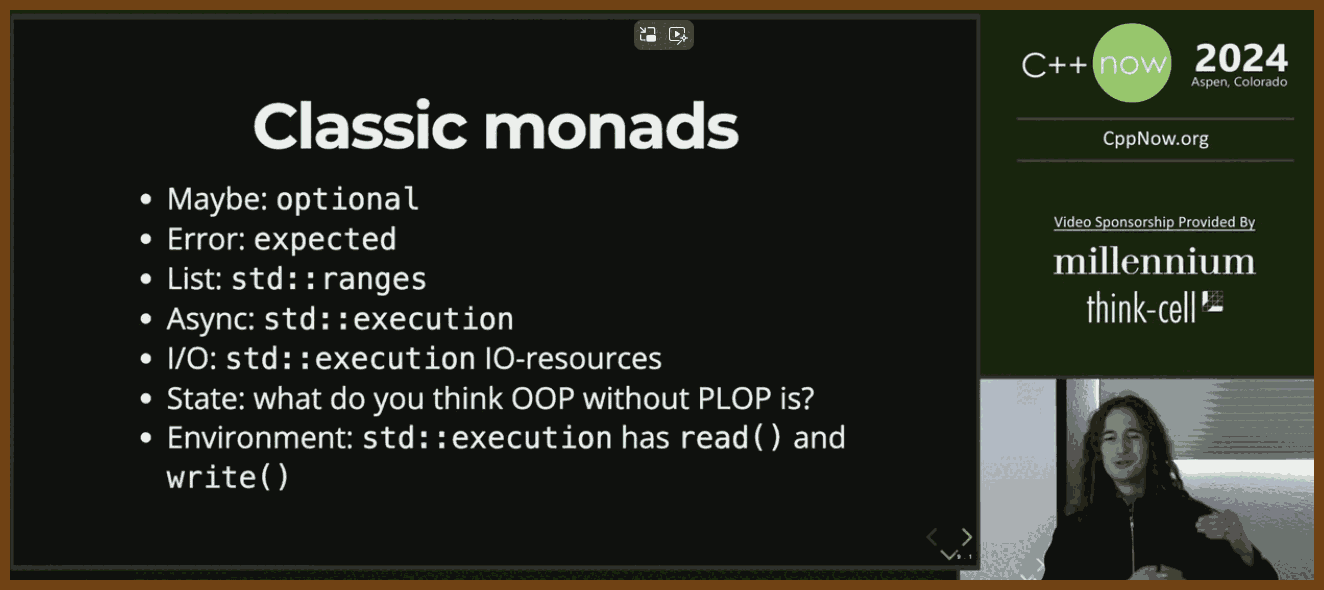 Classic monads
• Maybe: optional
• Error: expected
• List: std::ranges
• Async: std::execution
• I/O: std::execution IO-resources
• State: what do you think OOP without PLOP is?
• Environment: std::execution has read() and
write()
C++ now 2024
Aspen, Colorado
CppNow.org
Video Sponsorship Provided By
millennium
think-cell